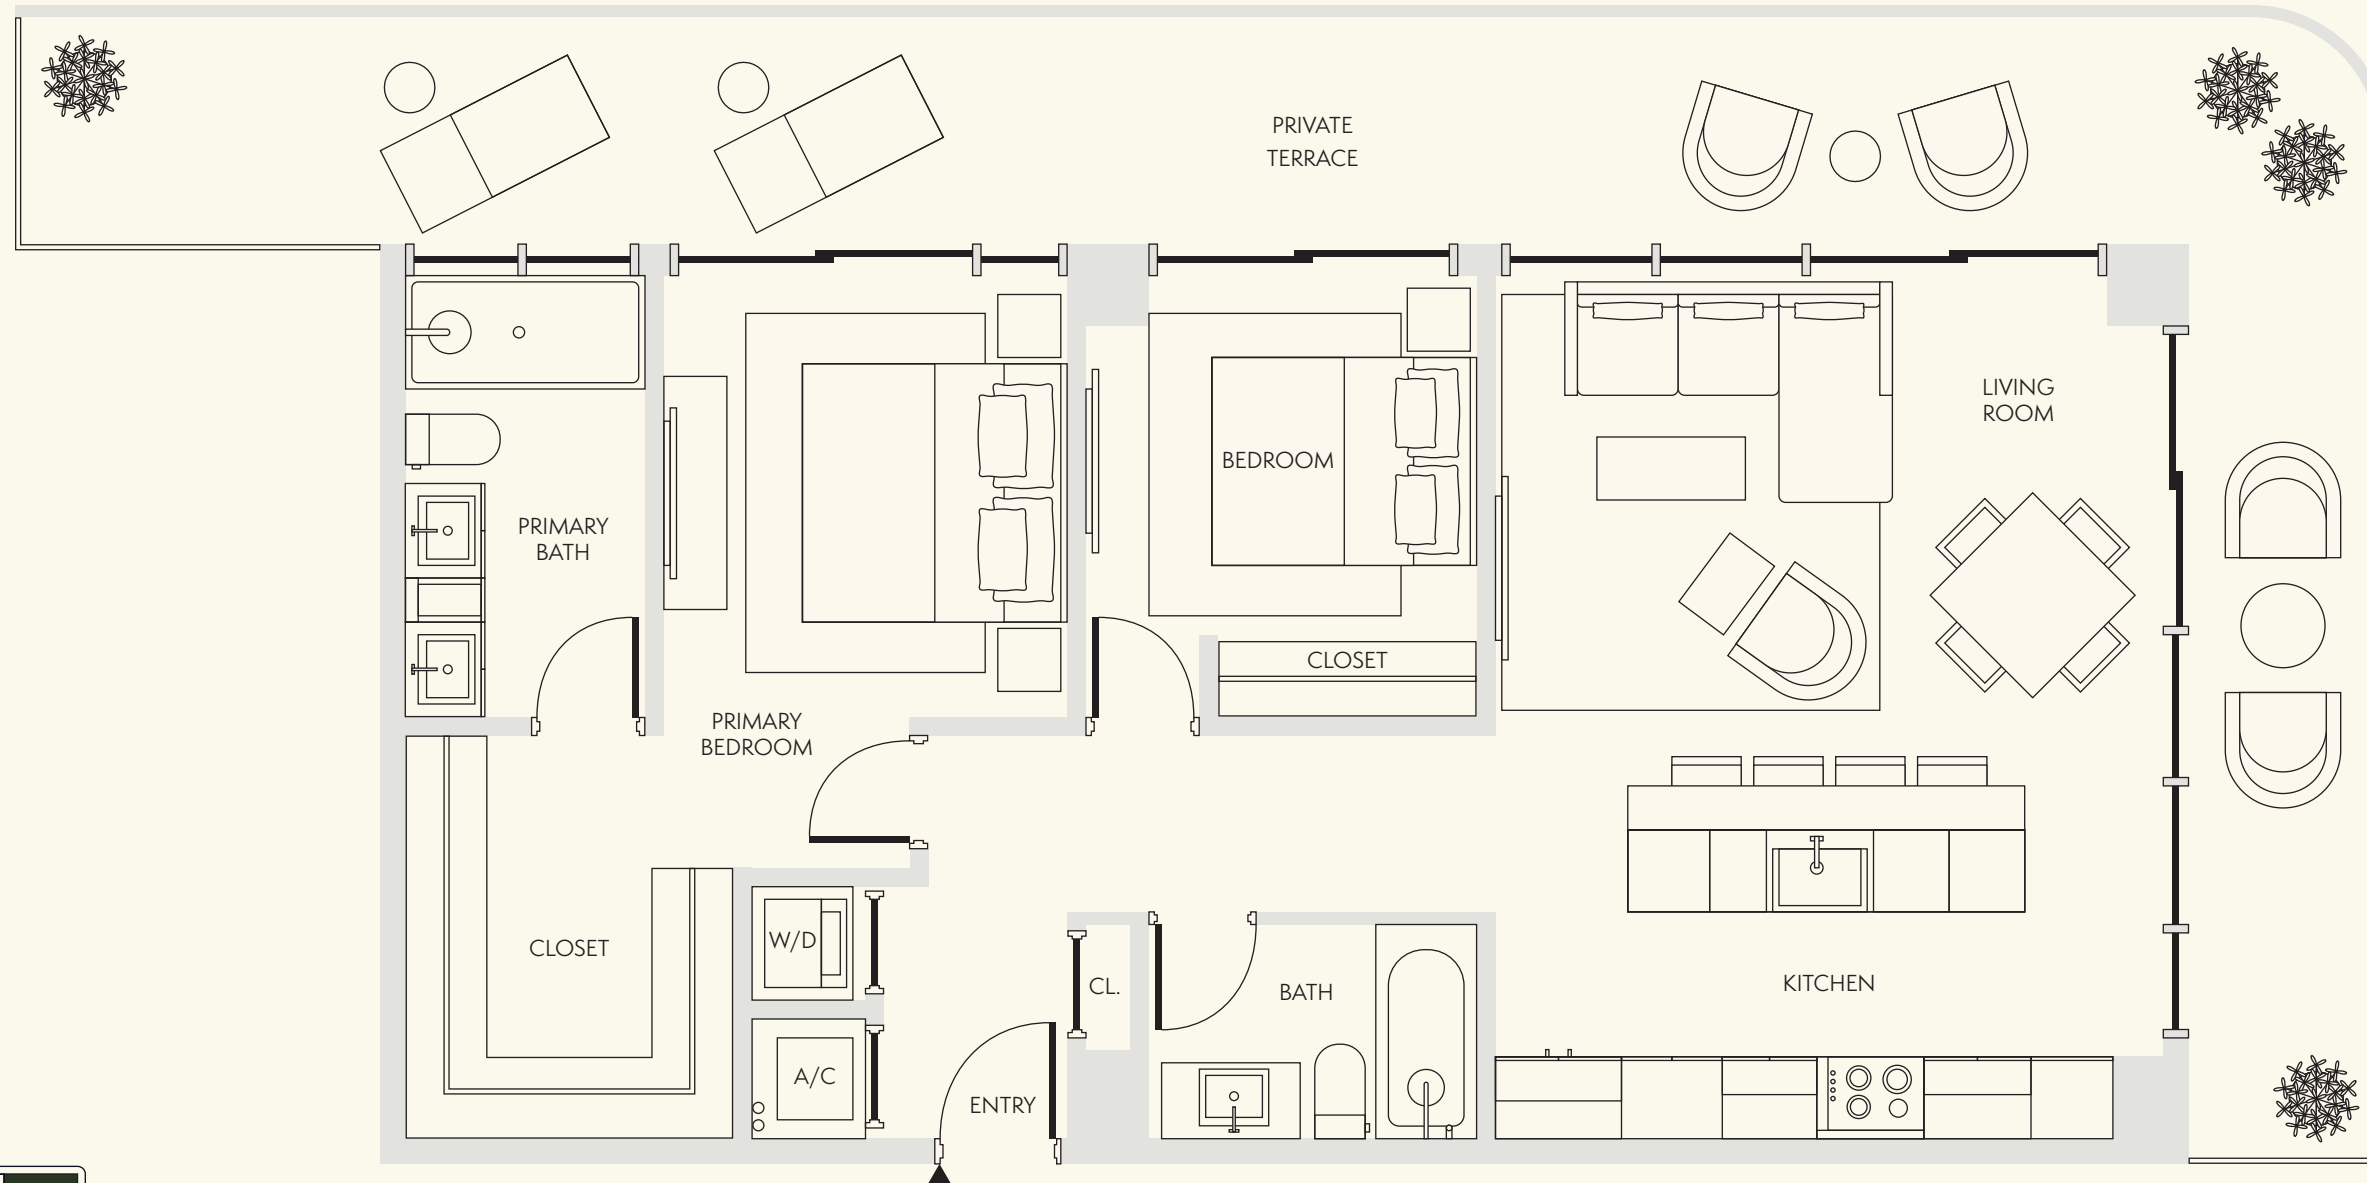 PRIVATE
TERRACE
LIVING
ROOM
BEDROOM
PRIMARY
BATH
CLOSET
PRIMARY
BEDROOM
W/D
CLOSET
CL.
BATH
KITCHEN
A/C
ENTRY